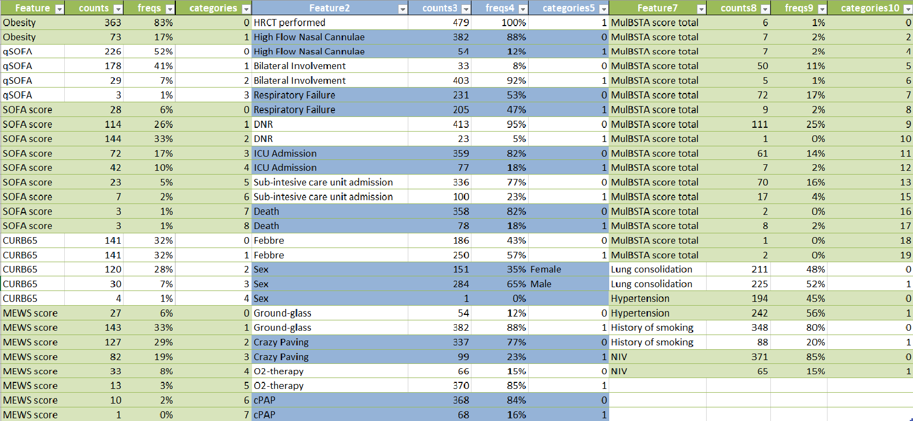 Feature counts freqs categories Feature2 counts3 freqs4 categories5 Feature7 counts8 freqs9 categories10
Obesity 363 83% 0 HRCT performed 479 100% 1 MulBSTA score total 6 1% 0
Obesity 73 17% 1 High Flow Nasal Cannulae 382 88% 0 MulBSTA score total 7 2% 2
qSOFA 226 52% 0 High Flow Nasal Cannulae 54 12% 1 MulBSTA score total 7 2% 4
qSOFA 178 41% 1 Bilateral Involvement 33 8% 0 MulBSTA score total 50 11% 5
qSOFA 29 7% 2 Bilateral Involvement 403 92% 1 MulBSTA score total 5 1% 6
qSOFA 3 1% 3 Respiratory Failure 231 53% 0 MulBSTA score total 72 17% 7
SOFA score 28 6% 0 Respiratory Failure 205 47% 1 MulBSTA score total 9 2% 8
SOFA score 114 26% 1 DNR 413 95% 0 MulBSTA score total 111 25% 9
SOFA score 144 33% 2 DNR 23 5% 1 MulBSTA score total 1 0% 10
SOFA score 72 17% 3 ICU Admission 359 82% 0 MulBSTA score total 61 14% 11
SOFA score 42 10% 4 ICU Admission 77 18% 1 MulBSTA score total 7 2% 12
SOFA score 23 5% 5 Sub-intesive care unit admission 336 77% 0 MulBSTA score total 70 16% 13
SOFA score 7 2% 6 Sub-intesive care unit admission 100 23% 1 MulBSTA score total 17 4% 15
SOFA score 3 1% 7 Death 358 82% 0 MulBSTA score total 2 0% 16
SOFA score 3 1% 8 Death 78 18% 1 MulBSTA score total 8 2% 17
CURB65 141 32% 0 Febbre 186 43% 0 MulBSTA score total 1 0% 18
CURB65 141 32% 1 Febbre 250 57% 1 MulBSTA score total 2 0% 19
CURB65 120 28% 2 Sex 151 35% Female Lung consolidation 211 48% 0
CURB65 30 7% 3 Sex 284 65% Male Lung consolidation 225 52% 1
CURB65 4 1% 4 Sex 1 0% Hypertension 194 45% 0
MEWS score 27 6% 0 Ground-glass 54 12% 0 Hypertension 242 56% 1
MEWS score 143 33% 1 Ground-glass 382 88% 1 History of smoking 348 80% 0
MEWS score 127 29% 2 Crazy Paving 337 77% 0 History of smoking 88 20% 1
MEWS score 82 19% 3 Crazy Paving 99 23% 1 NIV 371 85% 0
MEWS score 33 8% 4 O2-therapy 66 15% 0 NIV 65 15% 1
MEWS score 13 3% 5 O2-therapy 370 85% 1
MEWS score 10 2% 6 cPAP 368 84% 0
MEWS score 1 0% 7 cPAP 68 16% 1